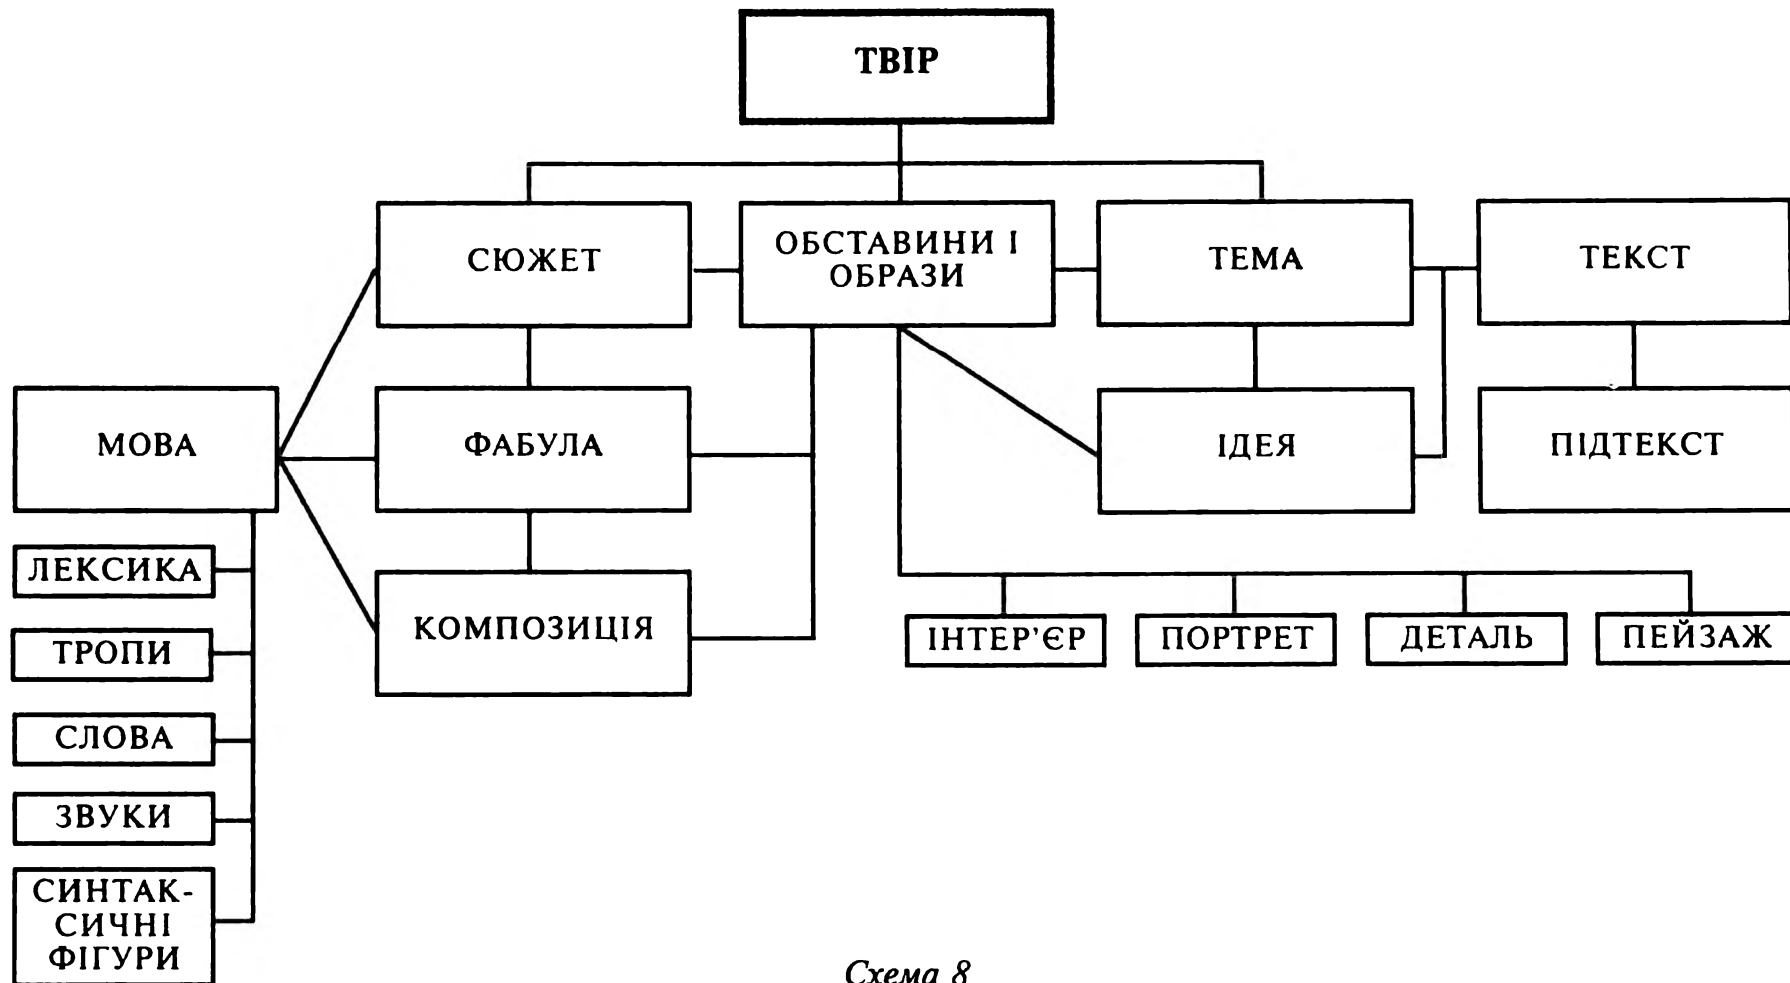 ТВІР
СЮЖЕТ
ОБСТАВИНИ І
ОБРАЗИ
ТЕМА
ТЕКСТ
МОВА
ФАБУЛА
ІДЕЯ
ПІДТЕКСТ
ЛЕКСИКА
ТРОПИ
СЛОВА
ЗВУКИ
СИНТАК-
СИЧНІ
ФІГУРИ
КОМПОЗИЦІЯ
ІНТЕР'ЄР
ПОРТРЕТ
ДЕТАЛЬ
ПЕЙЗАЖ
Схема 8